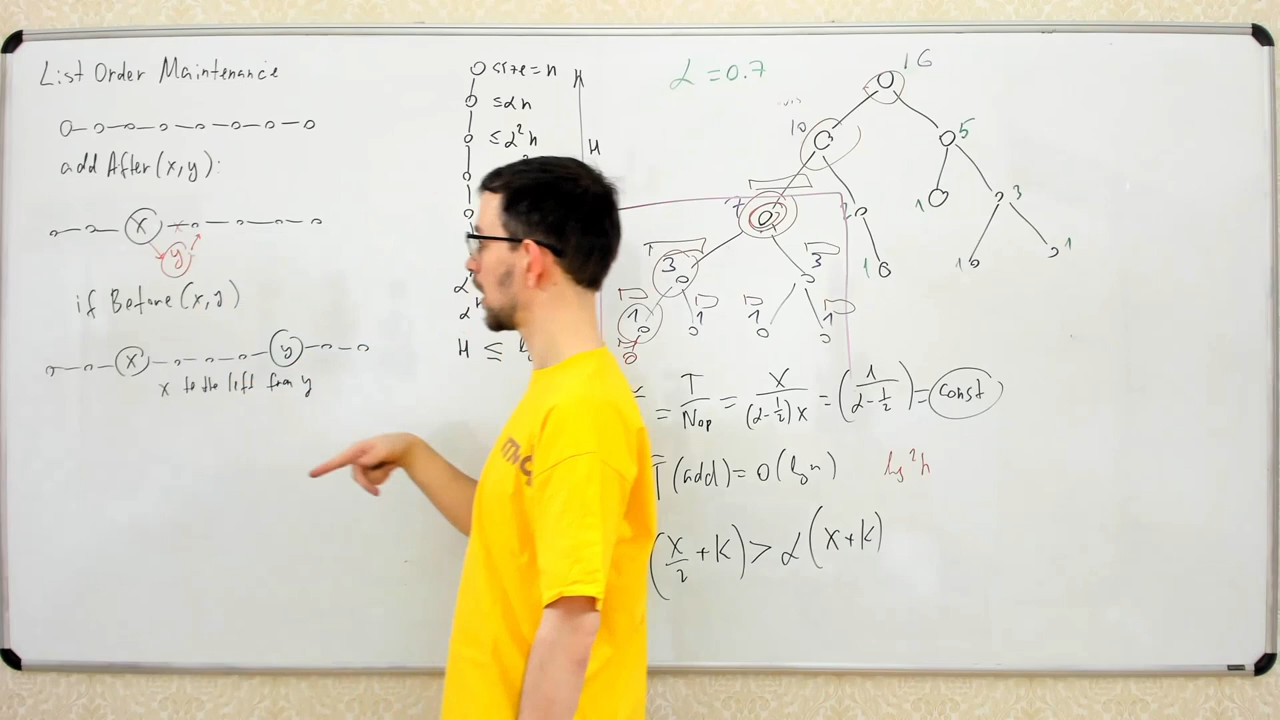 List Order Maintenance
add After(x,y):
x
y
if Before(x,y)
x y
x to the left from y
size=n
≤αn
≤α²n
H
H
H ≤
α=0.7
16
10
5
7
3
3
3
1
1
1
1
1
1
1
1
0
= T/Nop = X/((α-1/2)x) = (1/(α-1/2)) = const
T(add)=O(lg n)
lg²n
(x/2+k)>α(x+k)